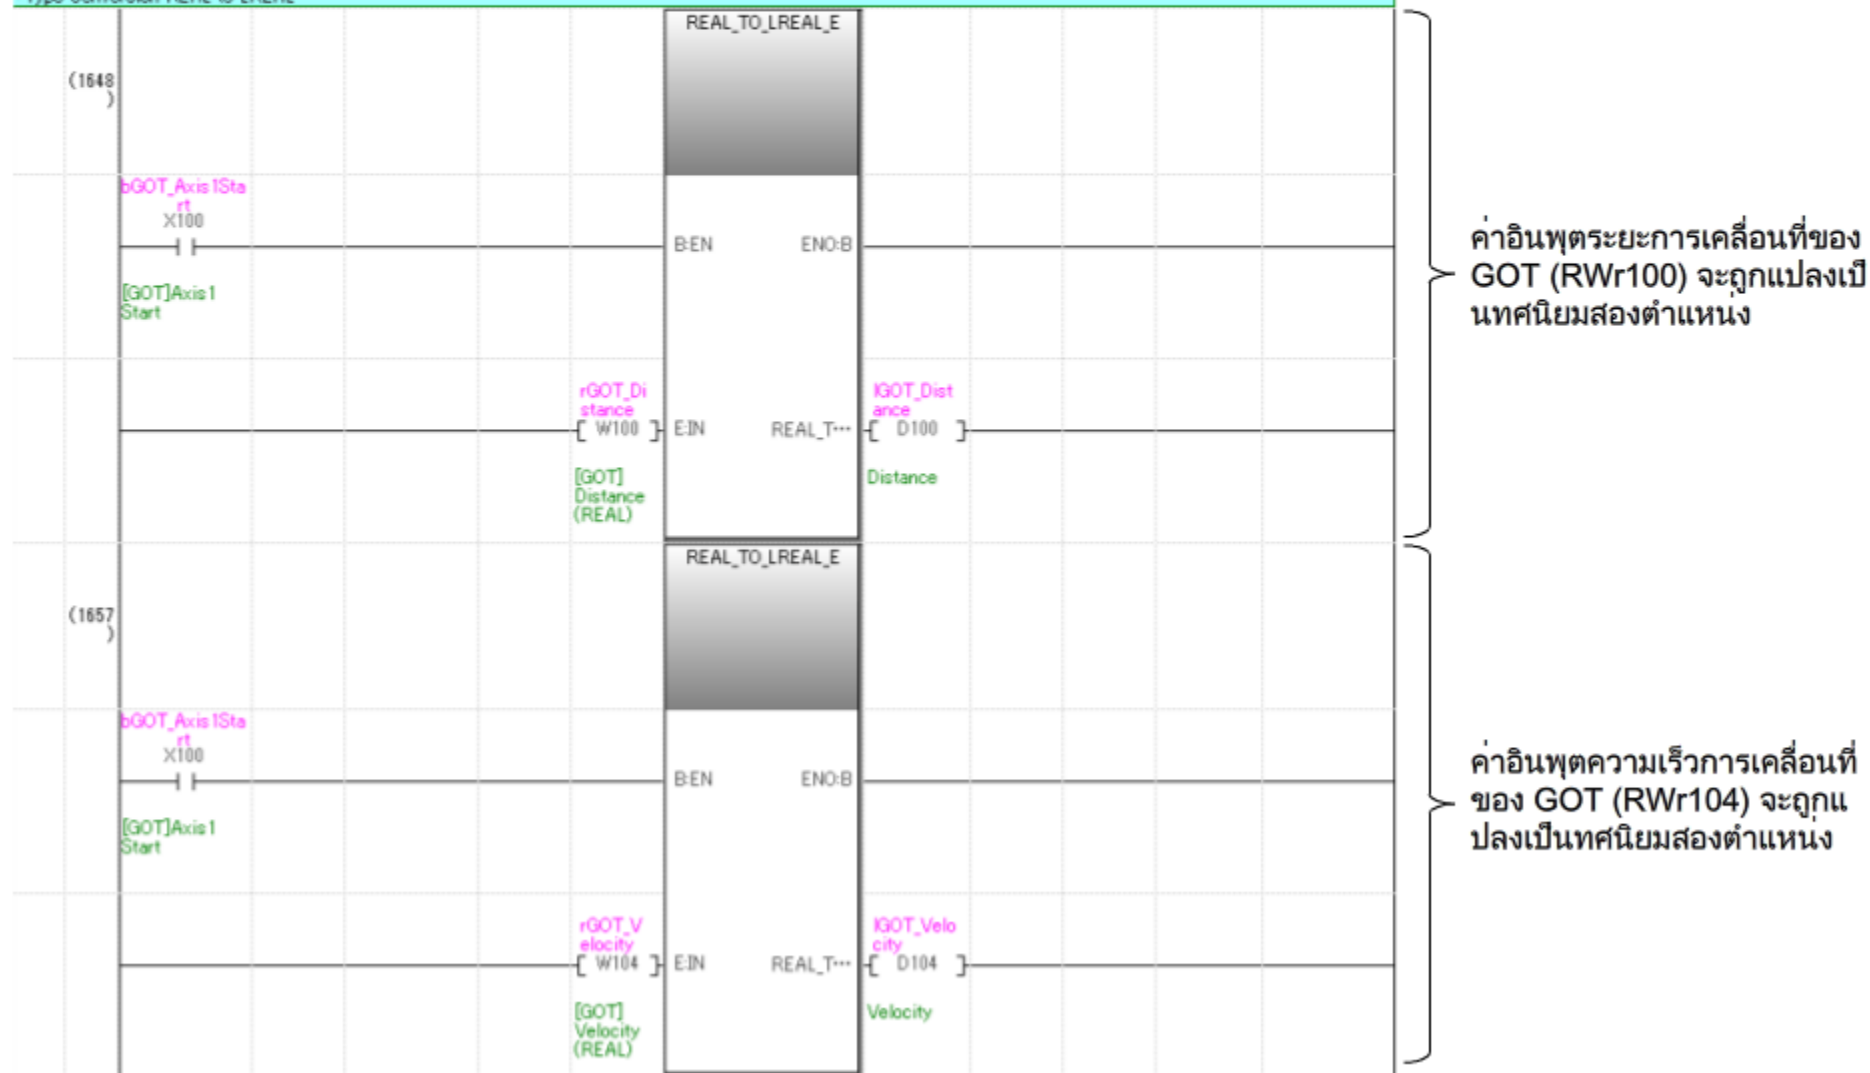 Type Conversion REAL to LREAL
REAL_TO_LREAL_E
(1648
)
bGOT_Axis1Sta
rt
X100
B:EN
ENO:B
[GOT]Axis1
Start
rGOT_Di
stance
W100
E:IN
REAL_T···
lGOT_Dist
ance
D100
[GOT]
Distance
(REAL)
Distance
ค่าอินพุตระยะการเคลื่อนที่ของ
GOT (RWr100) จะถูกแปลงเป็
นทศนิยมสองตำแหน่ง
REAL_TO_LREAL_E
(1657
)
bGOT_Axis1Sta
rt
X100
B:EN
ENO:B
[GOT]Axis1
Start
rGOT_V
elocity
W104
E:IN
REAL_T···
lGOT_Velo
city
D104
[GOT]
Velocity
(REAL)
Velocity
ค่าอินพุตความเร็วการเคลื่อนที่
ของ GOT (RWr104) จะถูกแ
ปลงเป็นทศนิยมสองตำแหน่ง